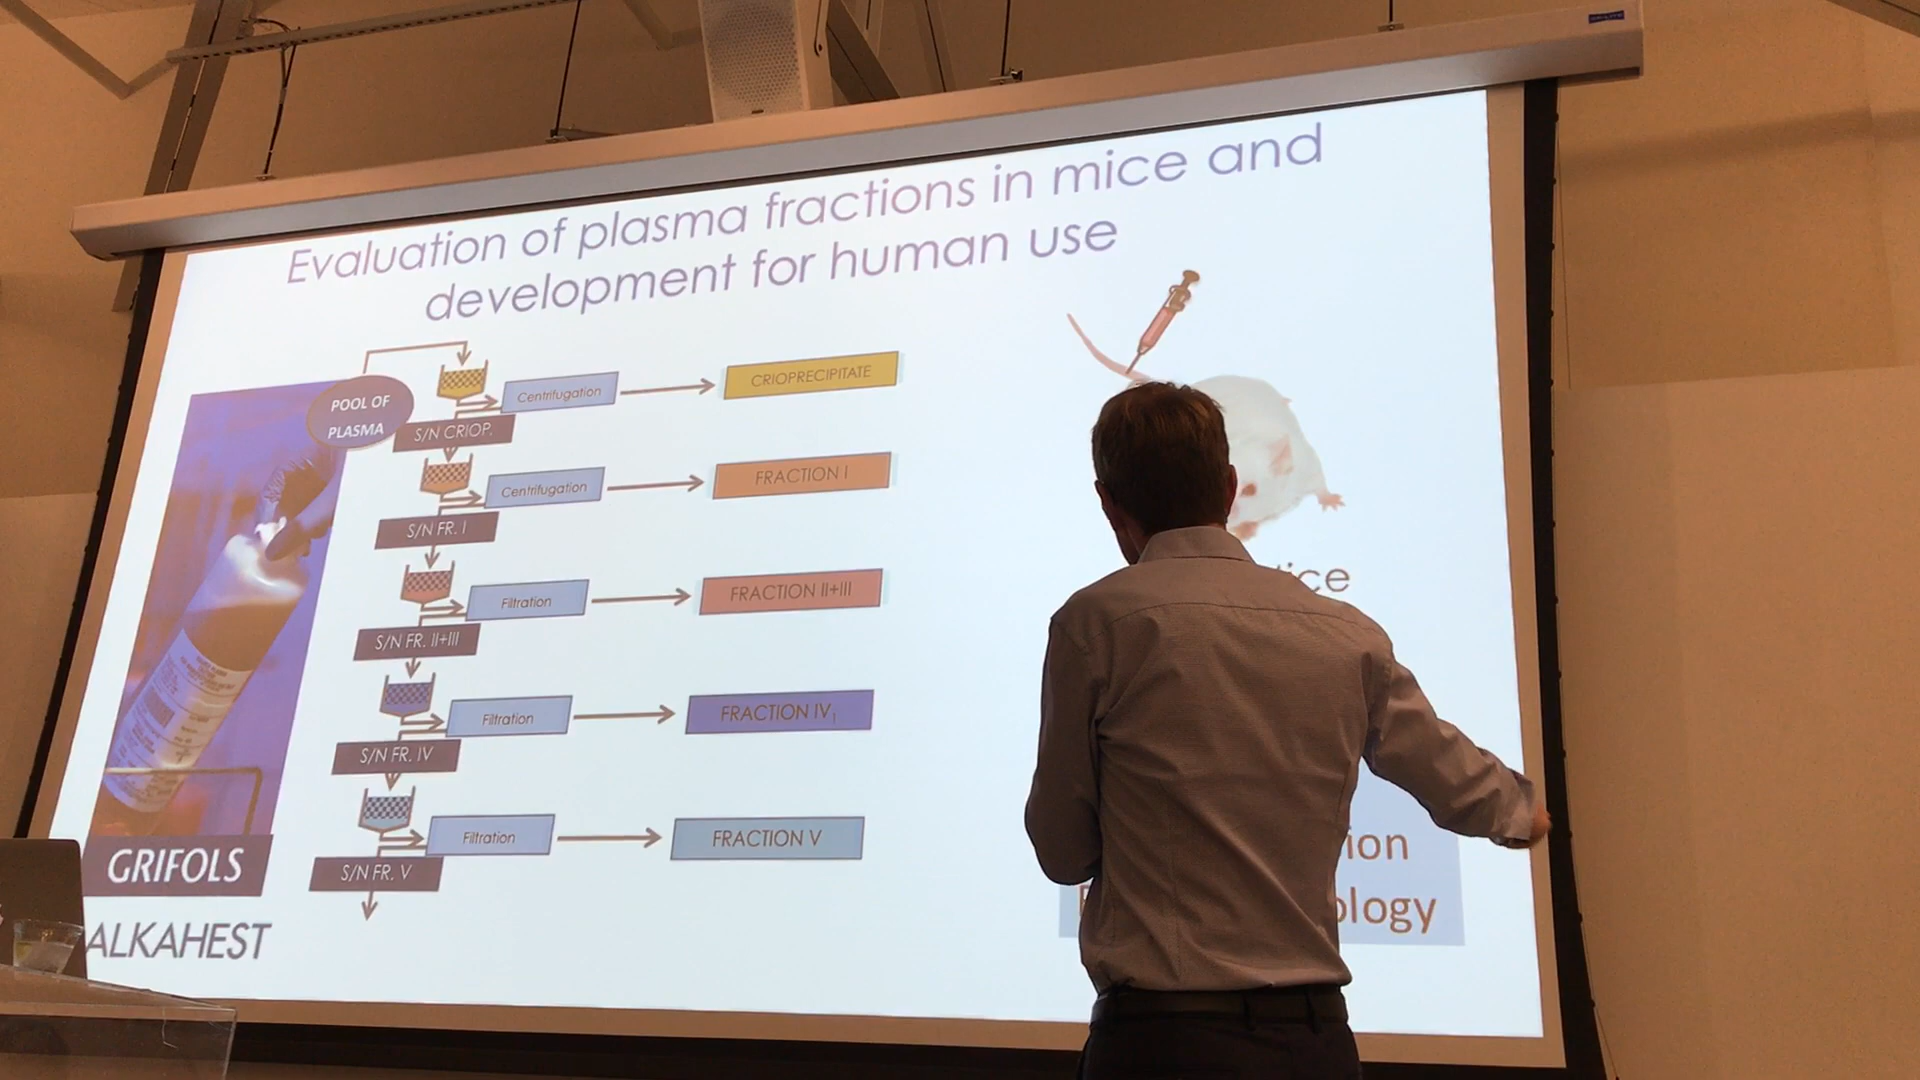 Evaluation of plasma fractions in mice and
development for human use
POOL OF
PLASMA
Centrifugation
CRIOPRECIPITATE
S/N CRIOP.
Centrifugation
FRACTION I
S/N FR. I
Filtration
FRACTION II+III
S/N FR. II+III
Filtration
FRACTION IV1
S/N FR. IV
Filtration
FRACTION V
S/N FR. V
GRIFOLS
ALKAHEST